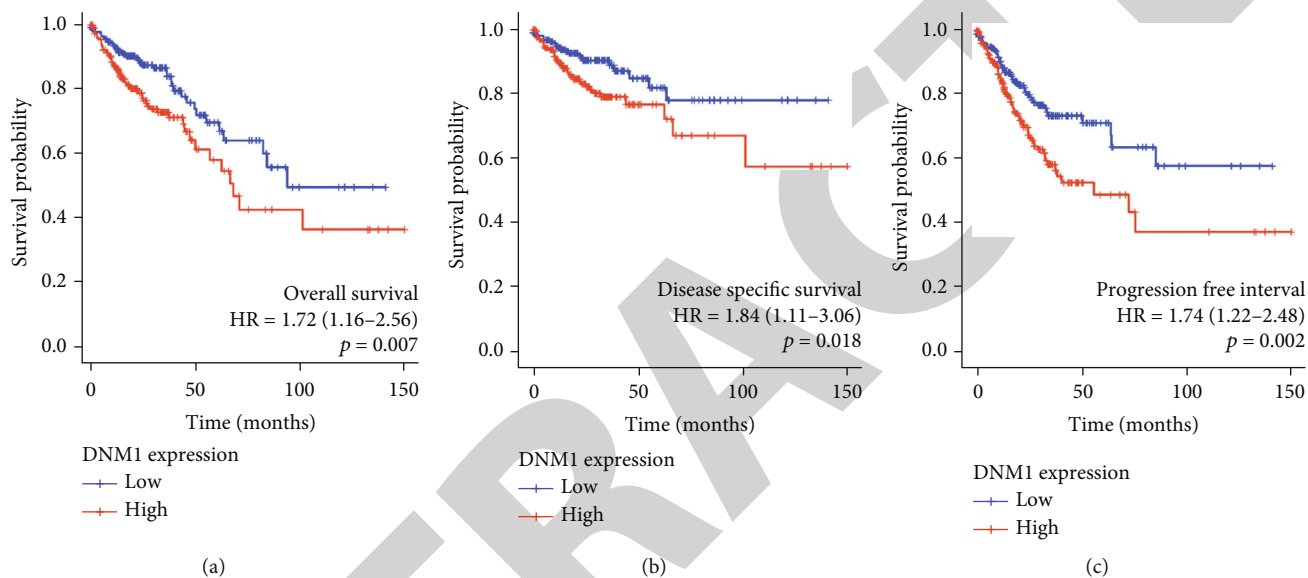 1.0
0.8
0.6
0.4
0.2
0.0
Survival probability
Overall survival
HR = 1.72 (1.16–2.56)
p = 0.007
0 50 100 150
Time (months)
DNM1 expression
Low
High
(a)
1.0
0.8
0.6
0.4
0.2
0.0
Survival probability
Disease specific survival
HR = 1.84 (1.11–3.06)
p = 0.018
0 50 100 150
Time (months)
DNM1 expression
Low
High
(b)
1.0
0.8
0.6
0.4
0.2
0.0
Survival probability
Progression free interval
HR = 1.74 (1.22–2.48)
p = 0.002
0 50 100 150
Time (months)
DNM1 expression
Low
High
(c)
TRACT